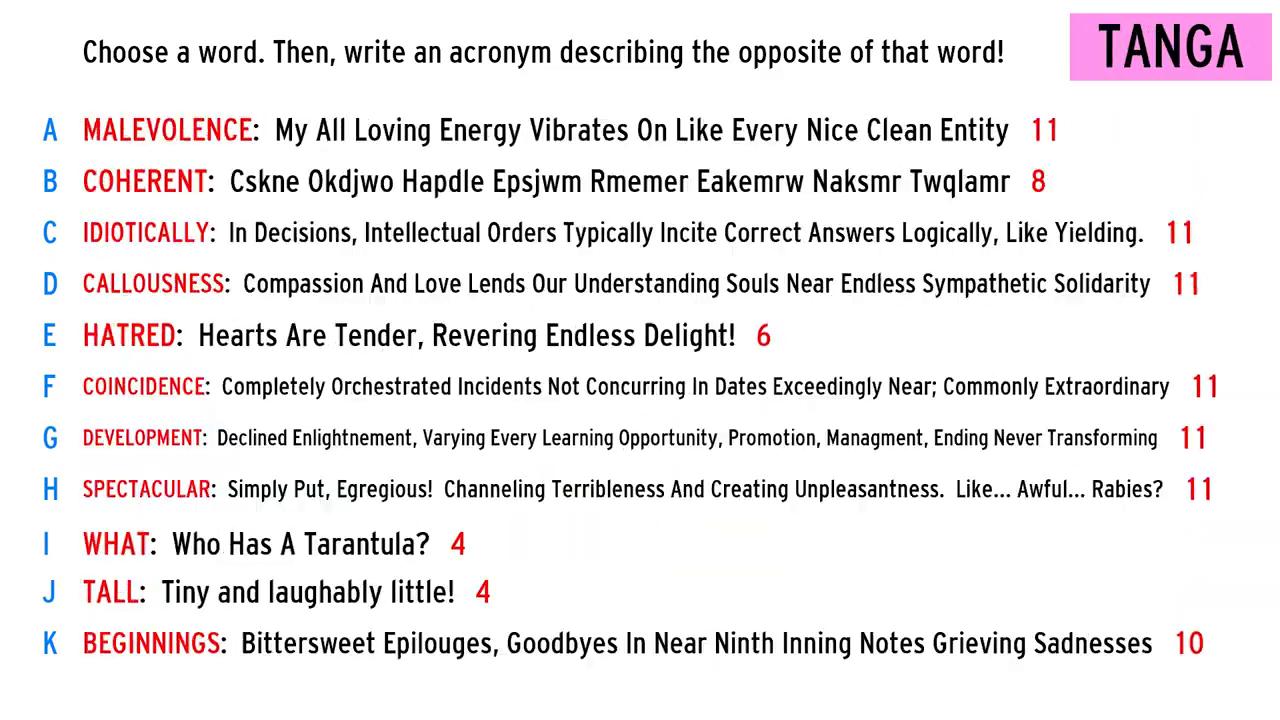 Choose a word. Then, write an acronym describing the opposite of that word!
TANGA
A MALEVOLENCE: My All Loving Energy Vibrates On Like Every Nice Clean Entity 11
B COHERENT: Cskne Okdjwo Hapdle Epsjwm Rmemer Eakemrw Naksmr Twqlamr 8
C IDIOTICALLY: In Decisions, Intellectual Orders Typically Incite Correct Answers Logically, Like Yielding. 11
D CALLOUSNESS: Compassion And Love Lends Our Understanding Souls Near Endless Sympathetic Solidarity 11
E HATRED: Hearts Are Tender, Revering Endless Delight! 6
F COINCIDENCE: Completely Orchestrated Incidents Not Concurring In Dates Exceedingly Near; Commonly Extraordinary 11
G DEVELOPMENT: Declined Enlightnement, Varying Every Learning Opportunity, Promotion, Managment, Ending Never Transforming 11
H SPECTACULAR: Simply Put, Egregious! Channeling Terribleness And Creating Unpleasantness. Like... Awful... Rabies? 11
I WHAT: Who Has A Tarantula? 4
J TALL: Tiny and laughably little! 4
K BEGINNINGS: Bittersweet Epilouges, Goodbyes In Near Ninth Inning Notes Grieving Sadnesses 10